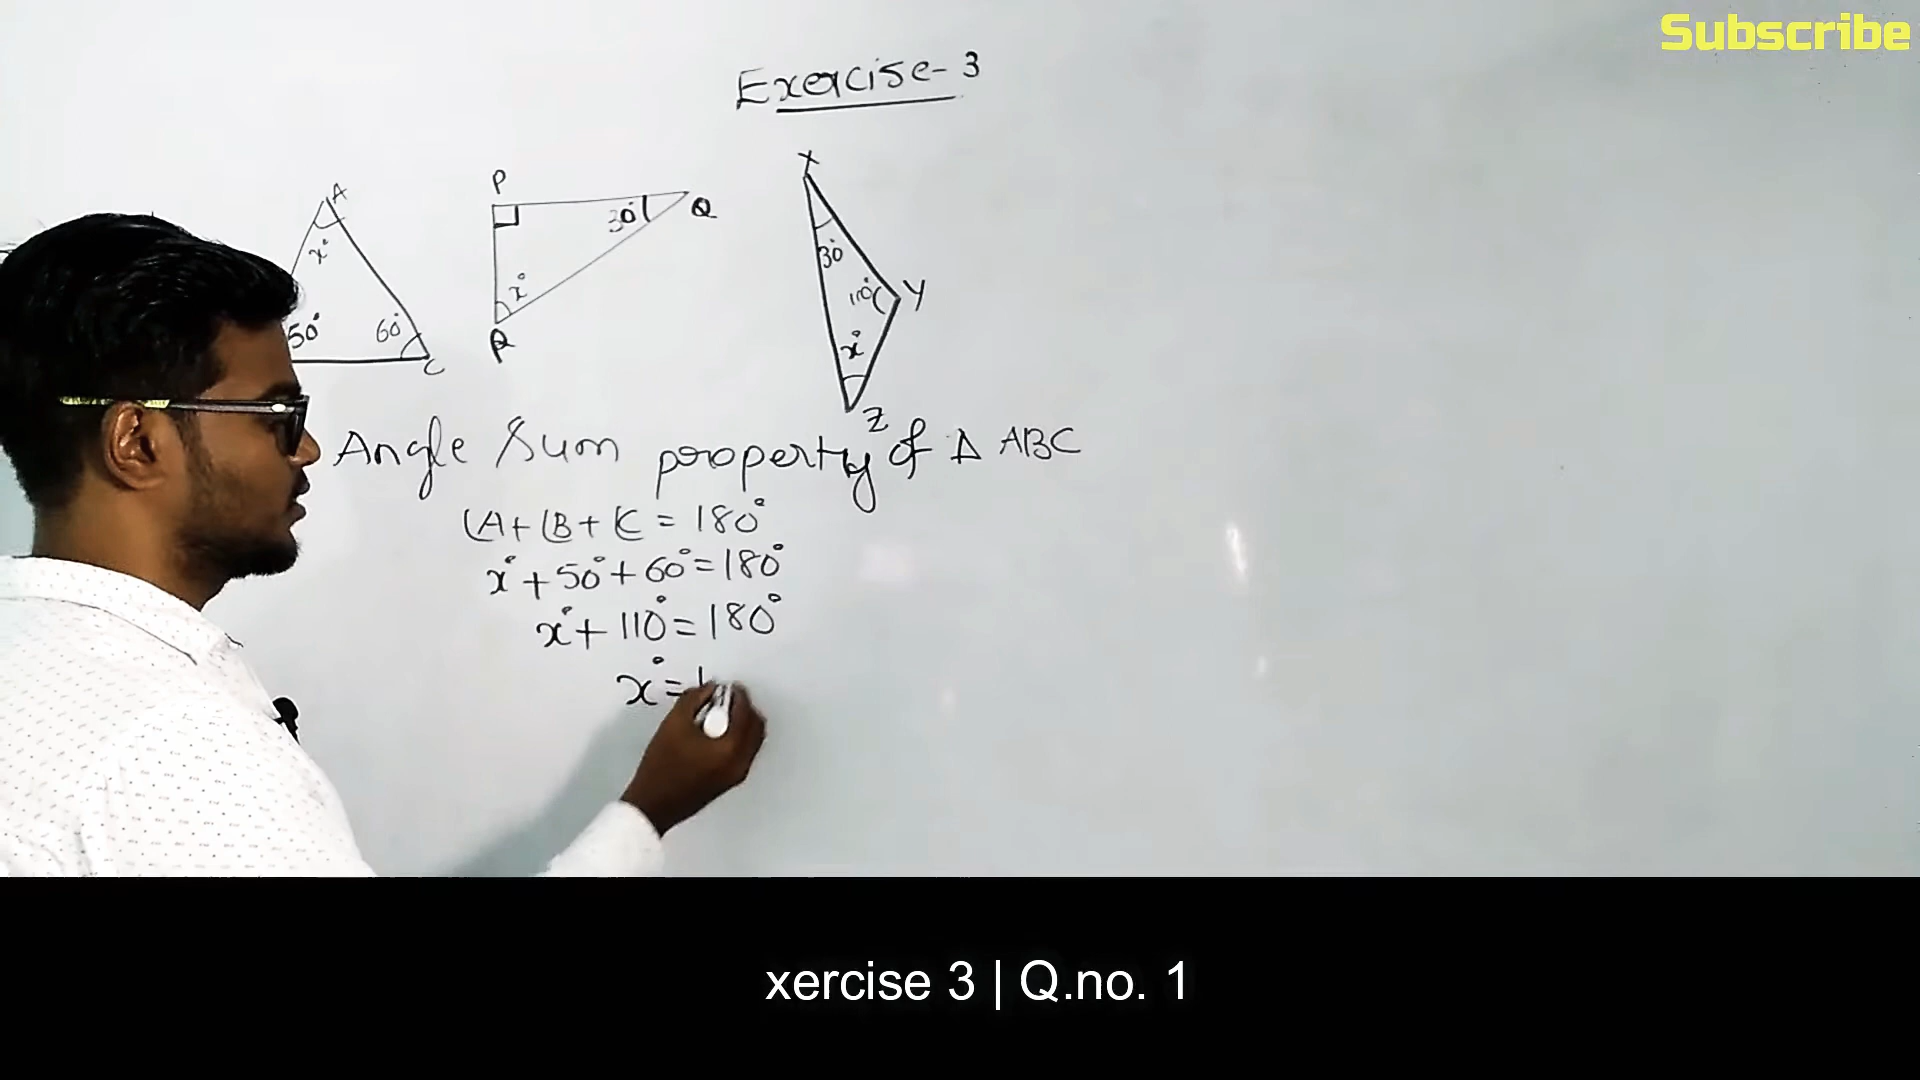 Subscribe
Exercise-3
A
x°
50°
60°
C
P
30°
Q
x°
R
X
30°
110°
Y
x°
Z
Angle Sum property of Δ ABC
∠A+∠B+∠C = 180°
x°+50°+60°=180°
x°+110°=180°
x°=1
xercise 3 | Q.no. 1